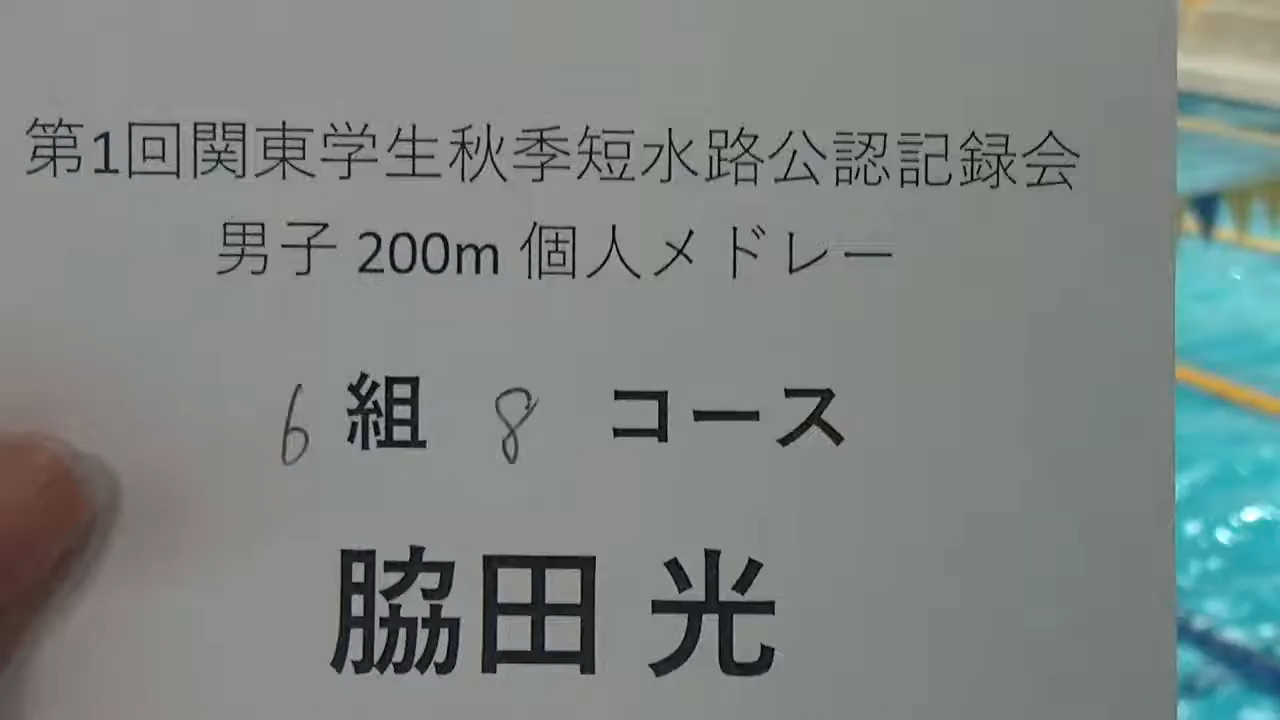 第1回関東学生秋季短水路公認記録会
男子 200m 個人メドレー
6 組 8 コース
脇田 光